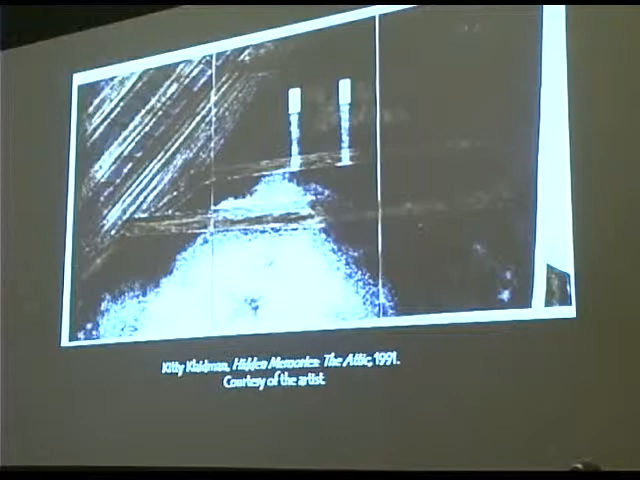 Kitty Klaidman, Hidden Memories: The Attic, 1991.
Courtesy of the artist.